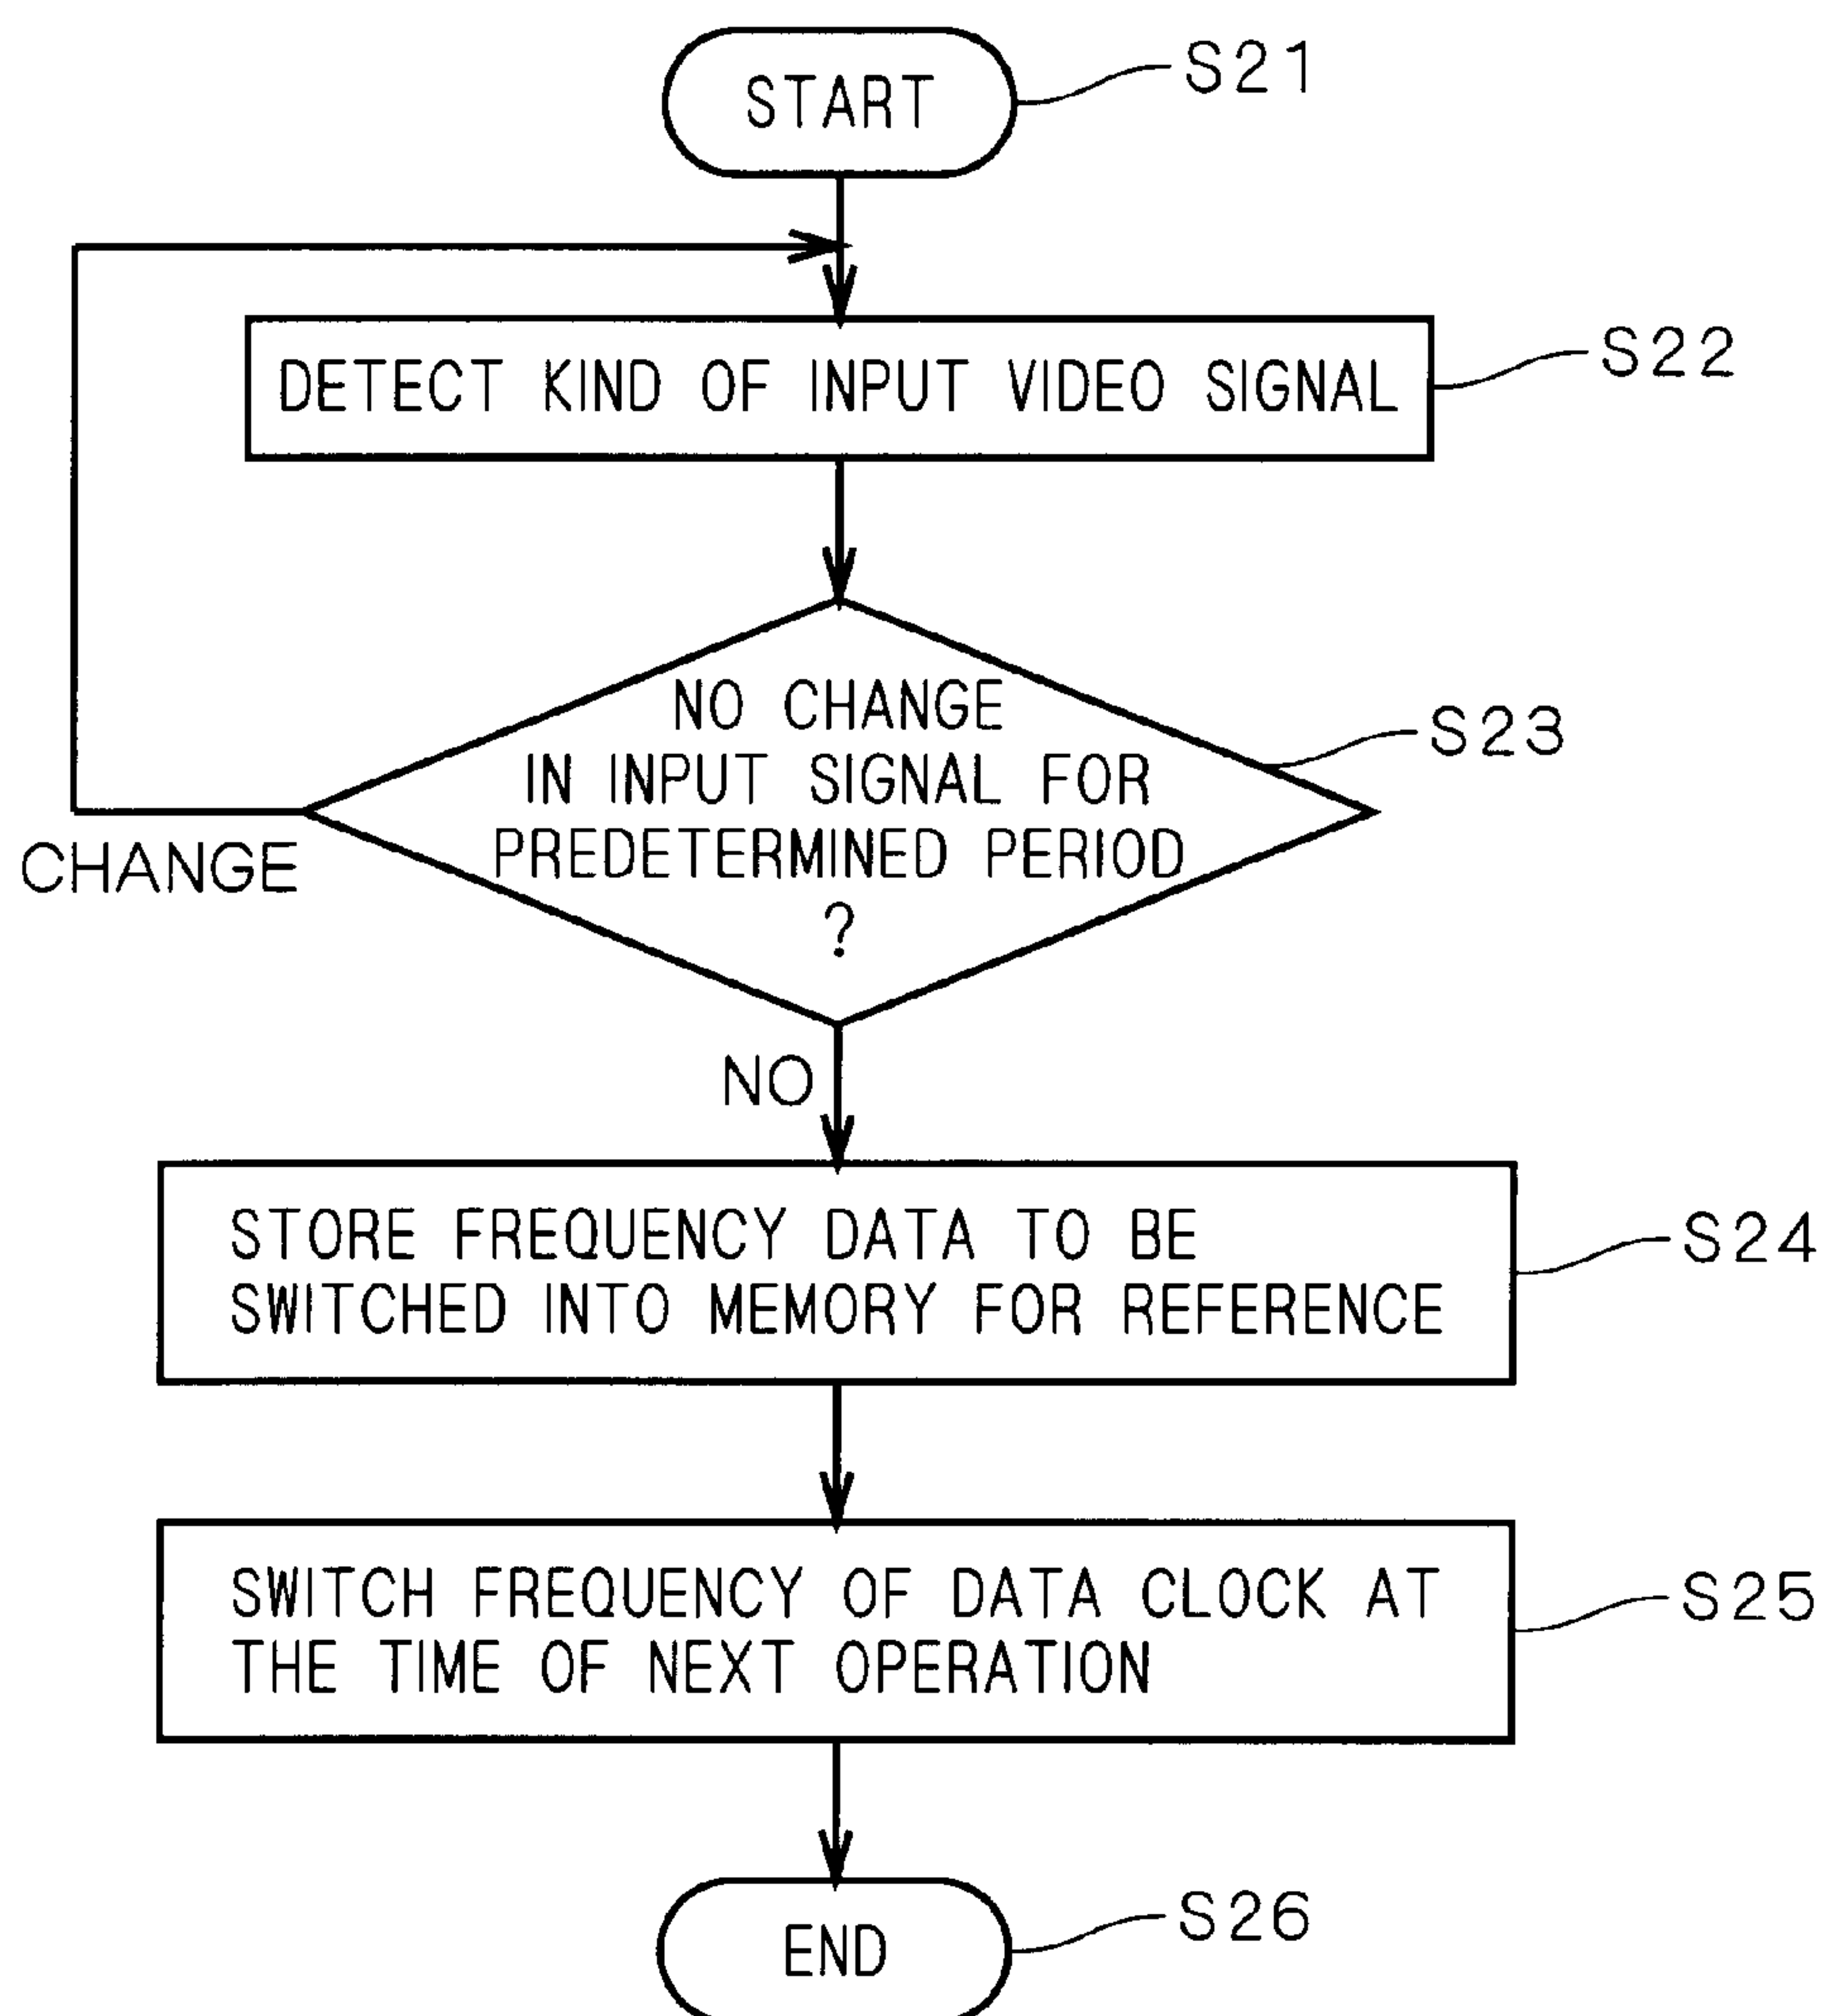 START
S21
DETECT KIND OF INPUT VIDEO SIGNAL
S22
NO CHANGE
IN INPUT SIGNAL FOR
PREDETERMINED PERIOD
?
S23
CHANGE
NO
STORE FREQUENCY DATA TO BE
SWITCHED INTO MEMORY FOR REFERENCE
S24
SWITCH FREQUENCY OF DATA CLOCK AT
THE TIME OF NEXT OPERATION
S25
END
S26